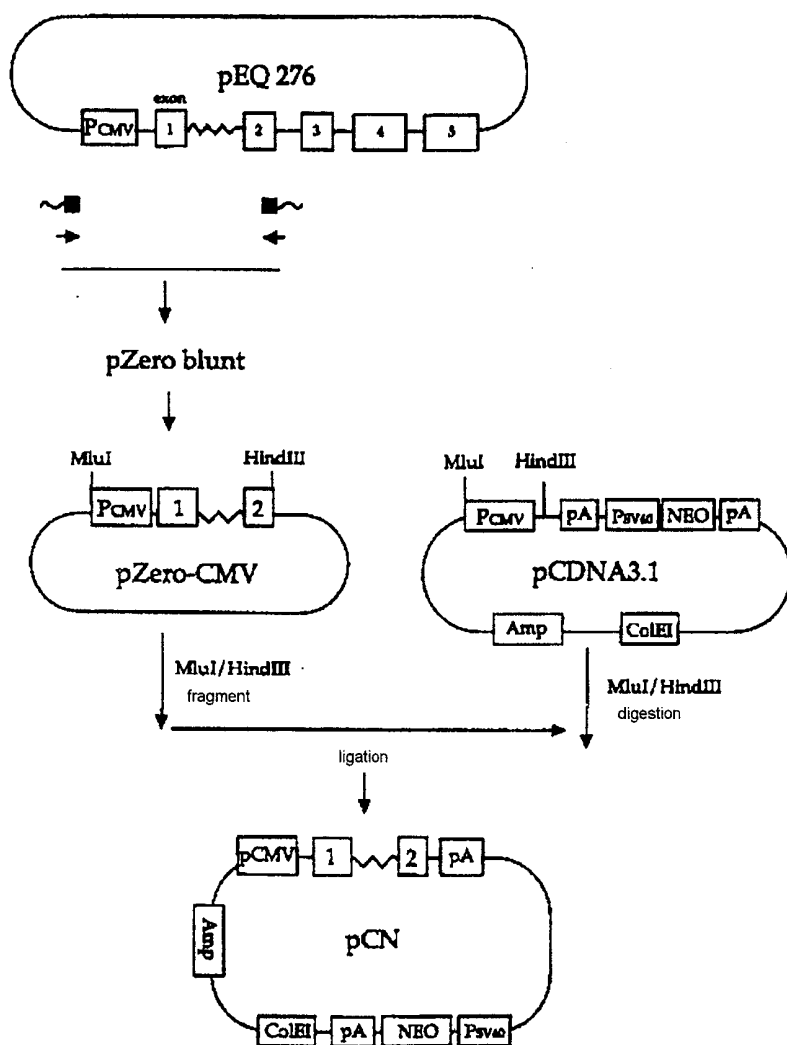 pEQ 276
exon
PCMV 1 2 3 4 5
pZero blunt
MluI HindIII
PCMV 1 2
pZero-CMV
MluI HindIII
PCMV pA PSV40 NEO pA
pCDNA3.1
Amp ColEI
MluI/HindIII
fragment
MluI/HindIII
digestion
ligation
pCMV 1 2 pA
Amp
pCN
ColEI pA NEO PSV40